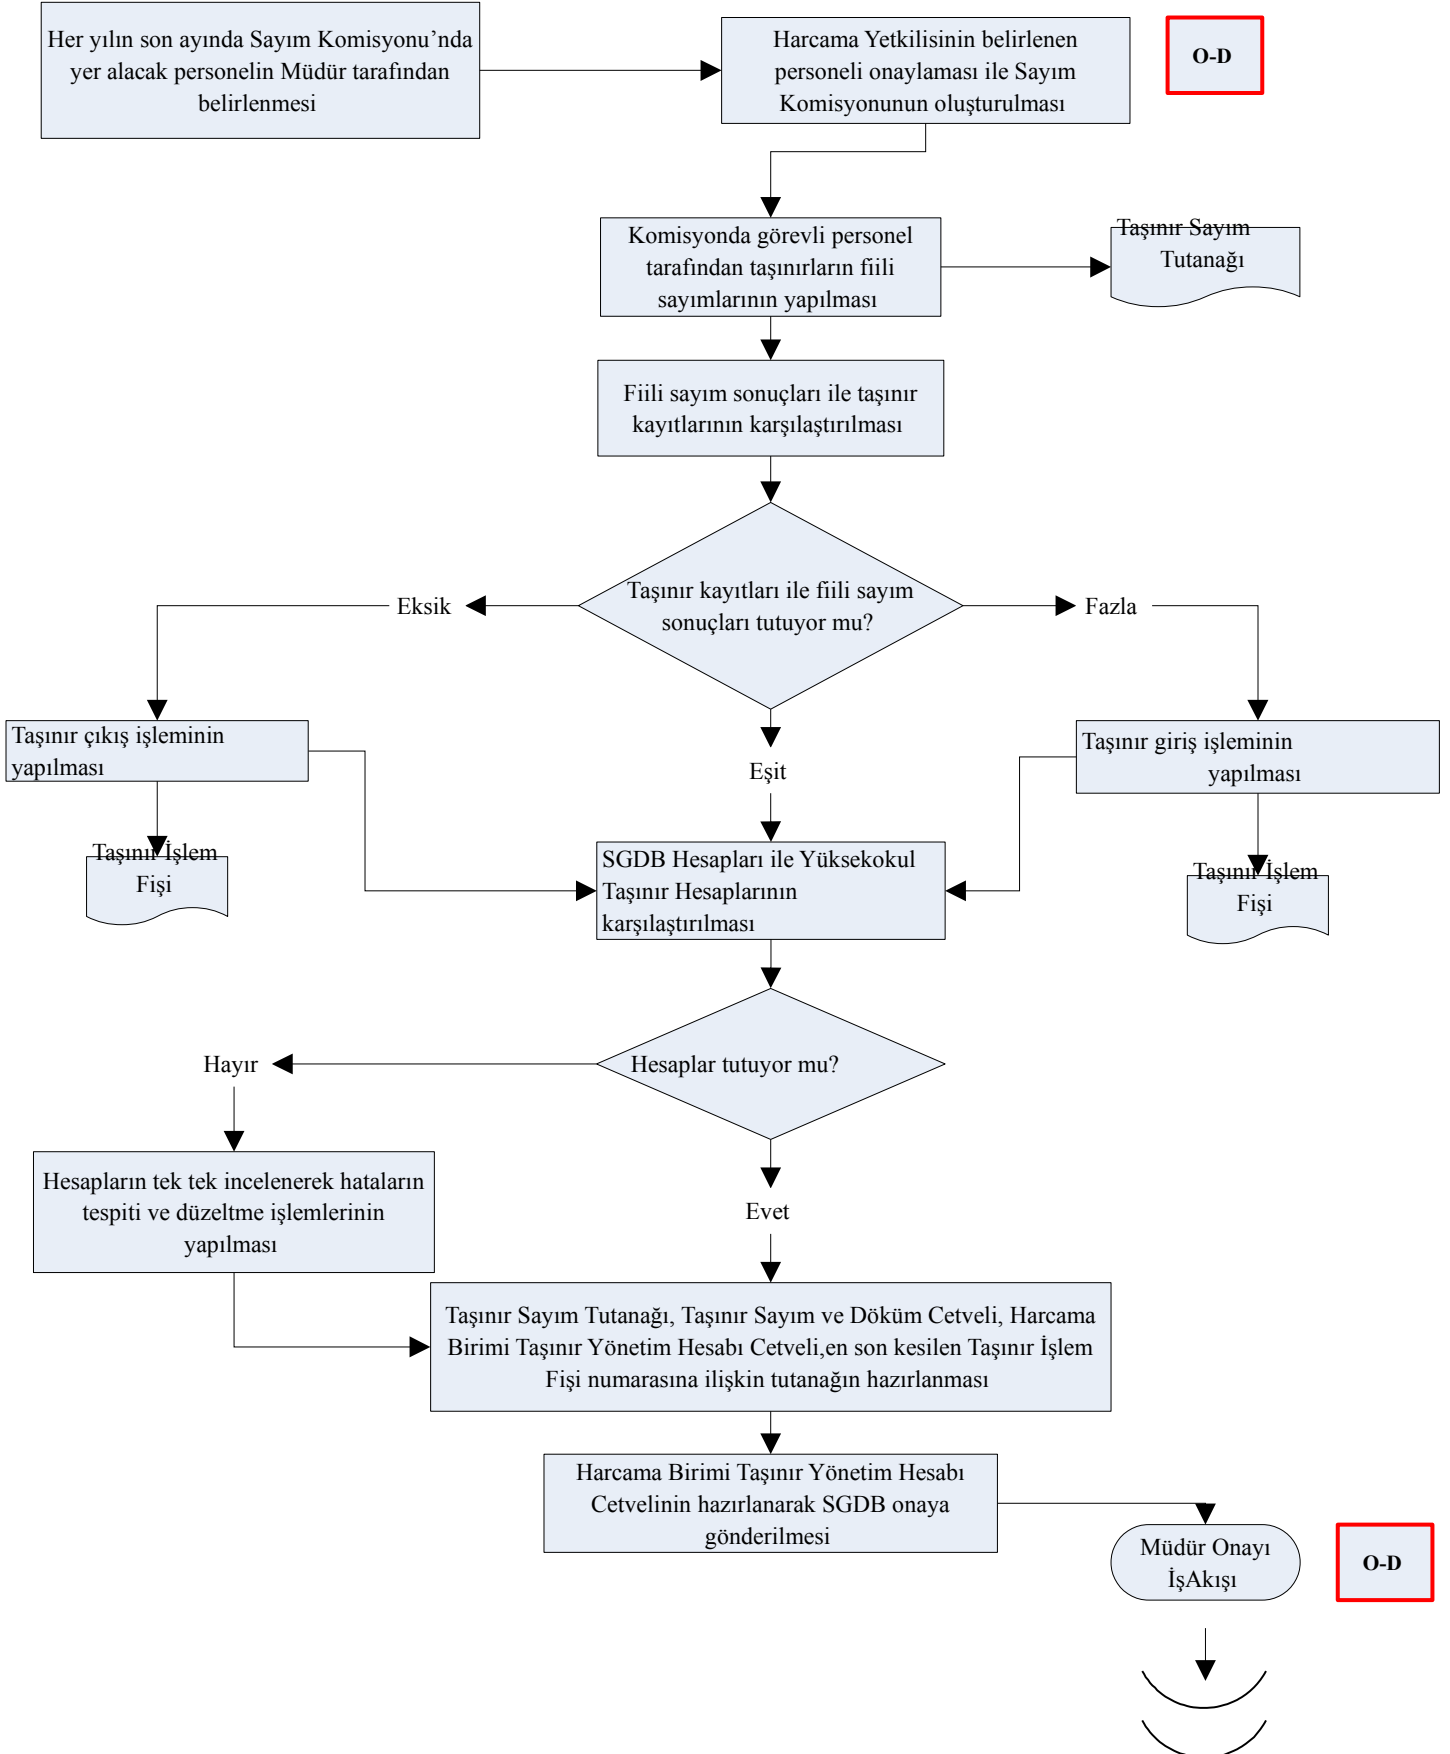 Her yılın son ayında Sayım Komisyonu’nda
yer alacak personelin Müdür tarafından
belirlenmesi
Harcama Yetkilisinin belirlenen
personeli onaylaması ile Sayım
Komisyonunun oluşturulması
O-D
Komisyonda görevli personel
tarafından taşınırların fiili
sayımlarının yapılması
Taşınır Sayım
Tutanağı
Fiili sayım sonuçları ile taşınır
kayıtlarının karşılaştırılması
Taşınır kayıtları ile fiili sayım
sonuçları tutuyor mu?
Eksik
Fazla
Taşınır çıkış işleminin
yapılması
Eşit
Taşınır giriş işleminin
yapılması
Taşınır İşlem
Fişi
SGDB Hesapları ile Yüksekokul
Taşınır Hesaplarının
karşılaştırılması
Taşınır İşlem
Fişi
Hesaplar tutuyor mu?
Hayır
Hesapların tek tek incelenerek hataların
tespiti ve düzeltme işlemlerinin
yapılması
Evet
Taşınır Sayım Tutanağı, Taşınır Sayım ve Döküm Cetveli, Harcama
Birimi Taşınır Yönetim Hesabı Cetveli,en son kesilen Taşınır İşlem
Fişi numarasına ilişkin tutanağın hazırlanması
Harcama Birimi Taşınır Yönetim Hesabı
Cetvelinin hazırlanarak SGDB onaya
gönderilmesi
Müdür Onayı
İşAkışı
O-D